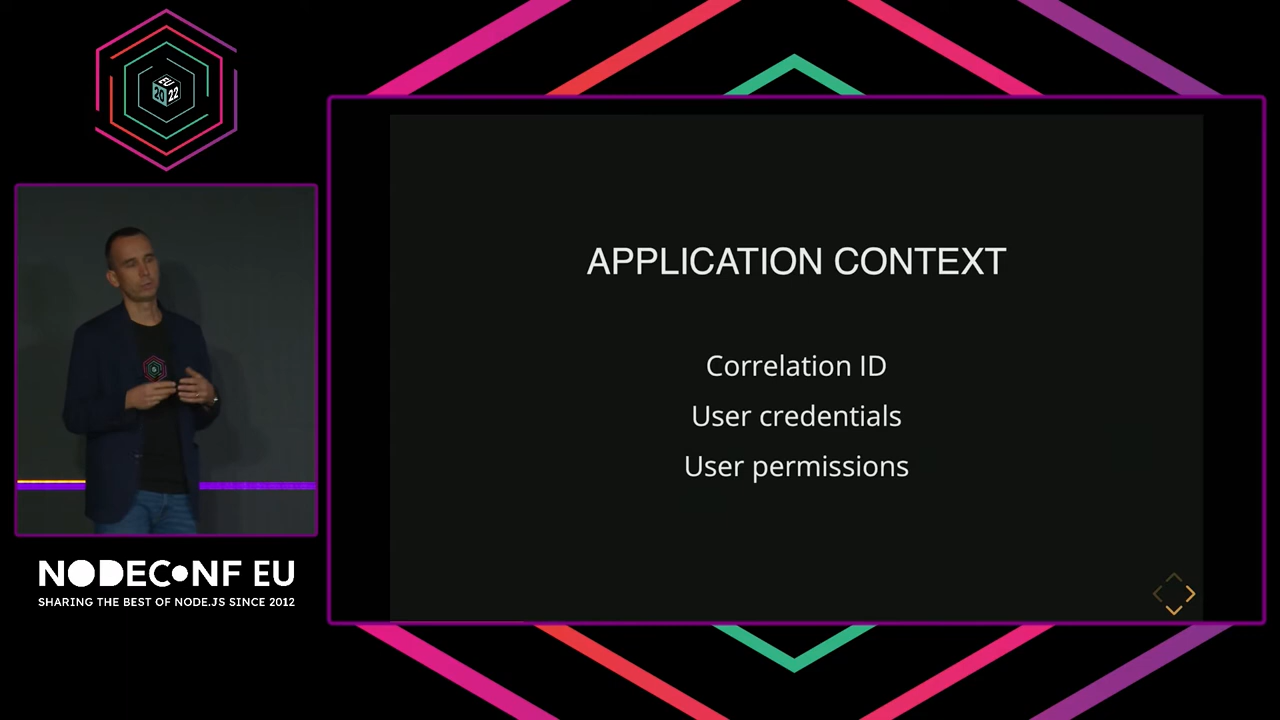 EU
20 22
NODECONF EU
SHARING THE BEST OF NODE.JS SINCE 2012
APPLICATION CONTEXT
Correlation ID
User credentials
User permissions